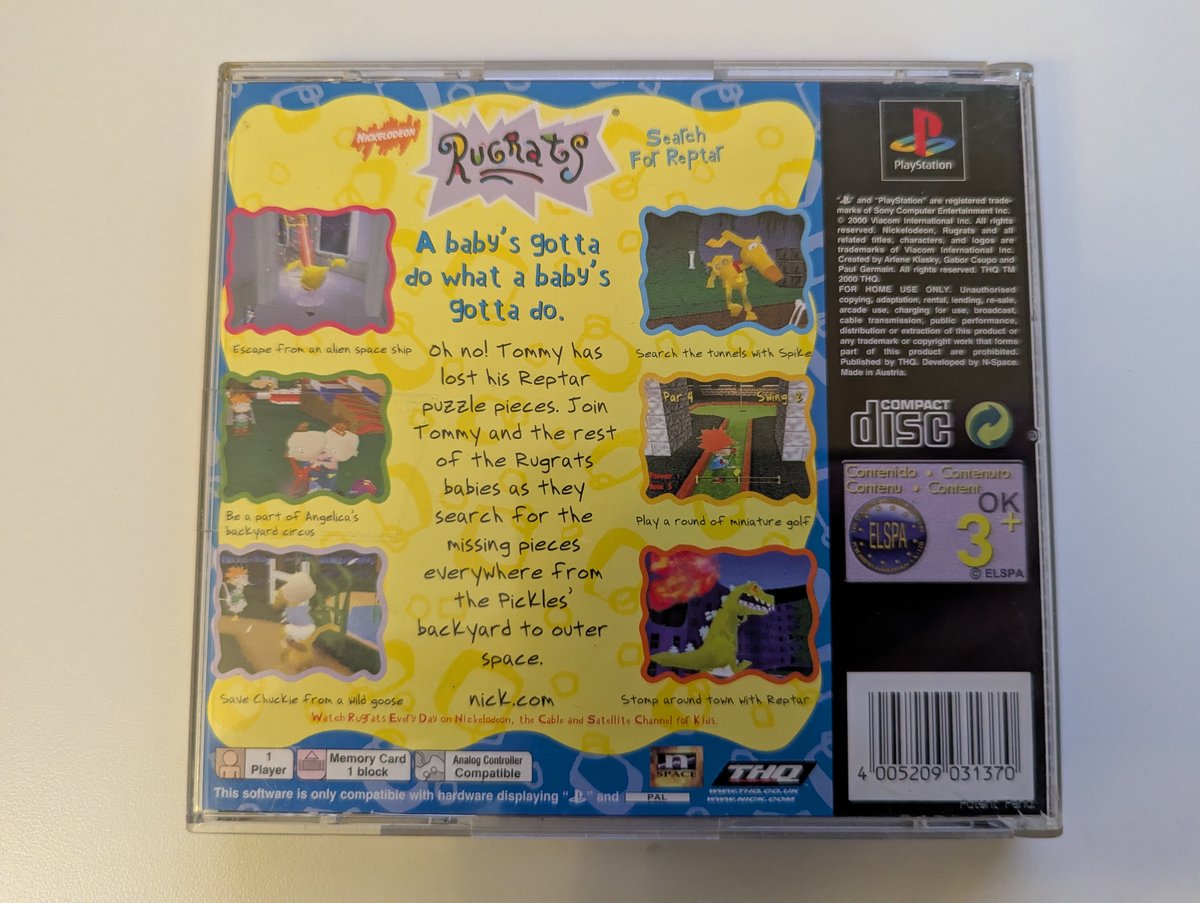 NICKELODEON
RUGRATS
®
Search
For Reptar
A baby's gotta
do what a baby's
gotta do.
Escape from an alien space ship
Be a part of Angelica's
backyard circus
Save Chuckie from a wild goose
Oh no! Tommy has
lost his Reptar
puzzle pieces. Join
Tommy and the rest
of the Rugrats
babies as they
search for the
missing pieces
everywhere from
the Pickles'
backyard to outer
space.
nick.com
Search the tunnels with Spike
Par 4
Swing 3
Play a round of miniature golf
Stomp around town with Reptar
Watch Rugrats Every Day on Nickelodeon, the Cable and Satellite Channel for Kids.
1
Player
Memory Card
1 block
Analog Controller
Compatible
n
SPACE
THQ
WWW.THQ.CO.UK
WWW.NICK.COM
This software is only compatible with hardware displaying " " and PAL
PlayStation
" " and "PlayStation" are registered trade-
marks of Sony Computer Entertainment Inc.
© 2000 Viacom International Inc. All rights
reserved. Nickelodeon, Rugrats and all
related titles, characters, and logos are
trademarks of Viacom International Inc.
Created by Arlene Klasky, Gabor Csupo and
Paul Germain. All rights reserved. THQ TM
2000 THQ.
FOR HOME USE ONLY. Unauthorised
copying, adaptation, rental, lending, re-sale,
arcade use, charging for use, broadcast,
cable transmission, public performance,
distribution or extraction of this product or
any trademark or copyright work that forms
part of this product are prohibited.
Published by THQ. Developed by N-Space.
Made in Austria.
COMPACT
disc
Contenido • Contenuto
Contenu • Content
OK
ELSPA
3+
© ELSPA
4 005209 031370
Patent Pend